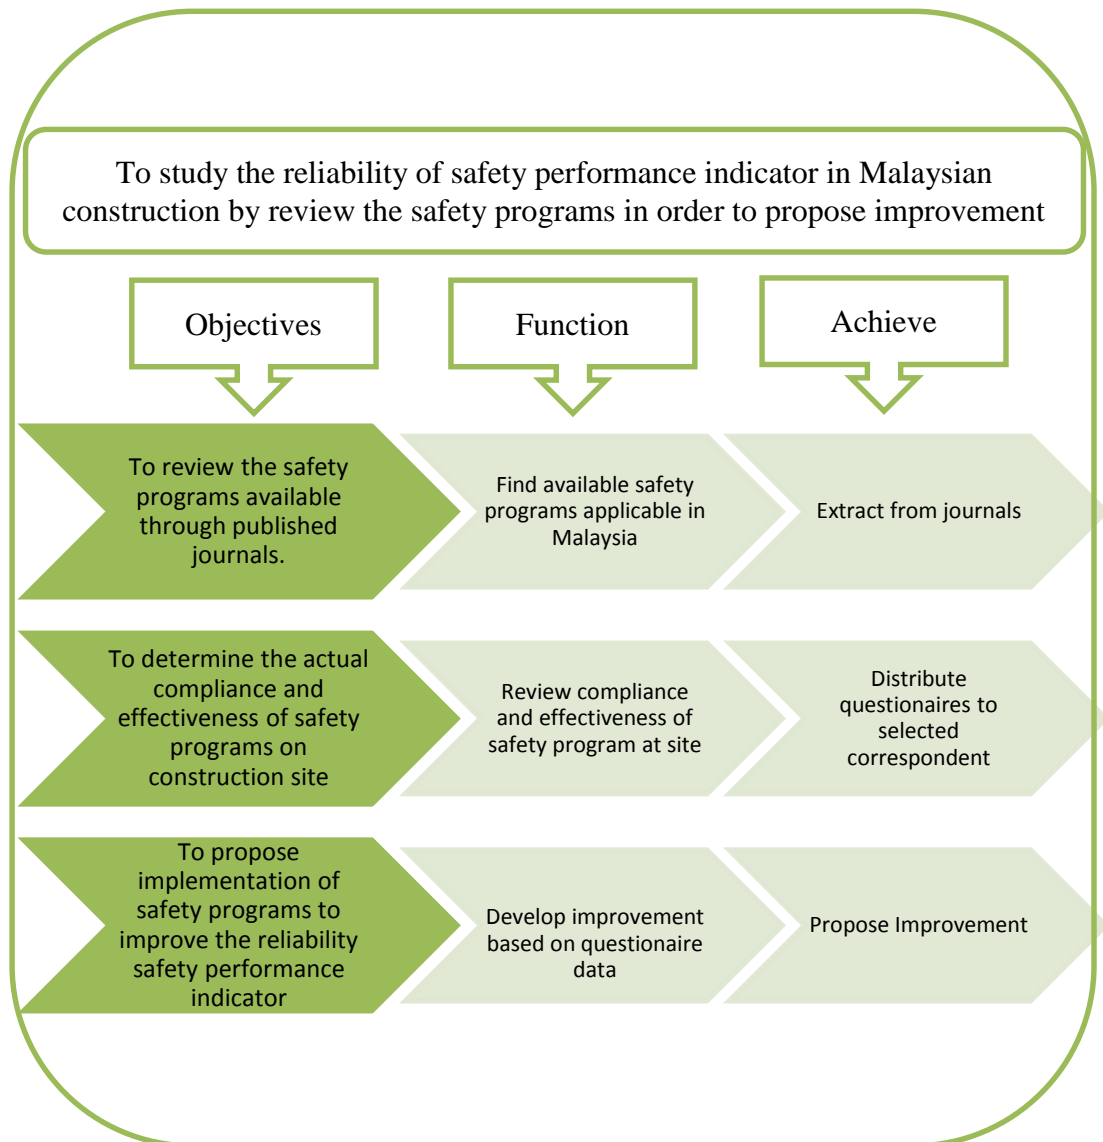 To study the reliability of safety performance indicator in Malaysian
construction by review the safety programs in order to propose improvement
Objectives
Function
Achieve
To review the safety
programs available
through published
journals.
Find available safety
programs applicable in
Malaysia
Extract from journals
To determine the actual
compliance and
effectiveness of safety
programs on
construction site
Review compliance
and effectiveness of
safety program at site
Distribute
questionaires to
selected
correspondent
To propose
implementation of
safety programs to
improve the reliability
safety performance
indicator
Develop improvement
based on questionaire
data
Propose Improvement